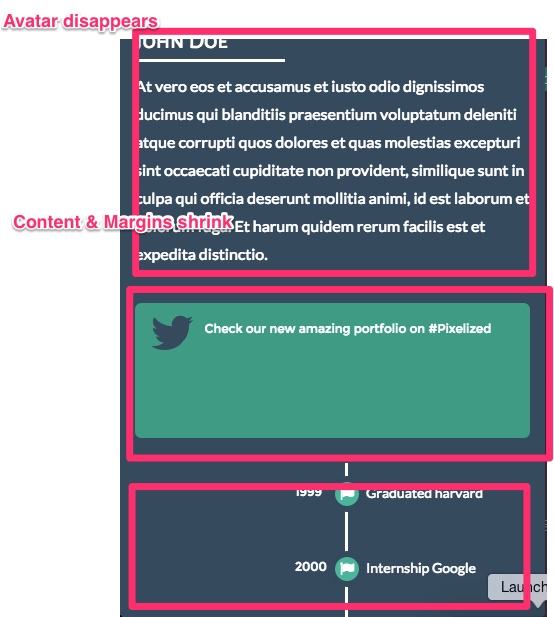 Avatar disappears
JOHN DOE
At vero eos et accusamus et iusto odio dignissimos
ducimus qui blanditiis praesentium voluptatum deleniti
atque corrupti quos dolores et quas molestias excepturi
sint occaecati cupiditate non provident, similique sunt in
culpa qui officia deserunt mollitia animi, id est laborum et
Content & Margins shrink
Et harum quidem rerum facilis est et
expedita distinctio.
Check our new amazing portfolio on #Pixelized
1999 Graduated harvard
2000 Internship Google
Launch